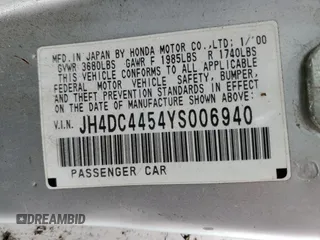 MFD. IN JAPAN BY HONDA MOTOR CO.,LTD. 1/'00
GVWR 3680LBS GAWR F 1985LBS R 1740LBS
THIS VEHICLE CONFORMS TO ALL APPLICABLE
FEDERAL MOTOR VEHICLE SAFETY, BUMPER,
AND THEFT PREVENTION STANDARDS IN
EFFECT ON THE DATE OF MANUFACTURE
SHOWN ABOVE.
V.I.N. JH4DC4454YS006940
PASSENGER CAR
DREAMBID